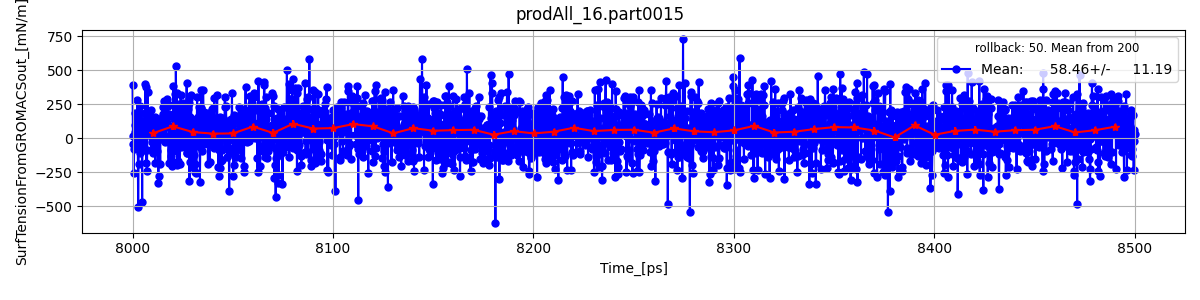 prodAll_16.part0015
SurfTensionFromGROMACSout_[mN/m]
750
500
250
0
−250
−500
rollback: 50. Mean from 200
Mean: 58.46+/- 11.19
8000 8100 8200 8300 8400 8500
Time_[ps]